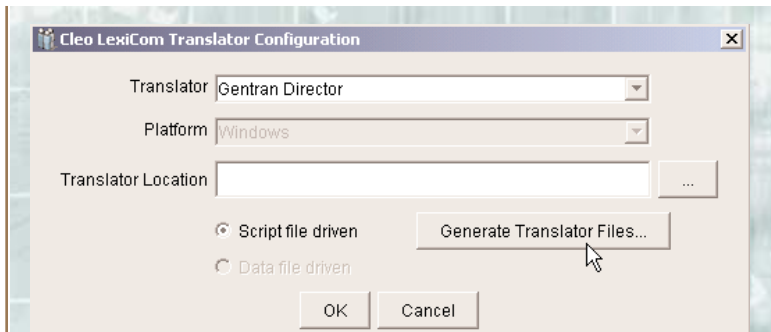 Cleo LexiCom Translator Configuration
Translator Gentran Director
Platform Windows
Translator Location ...
Script file driven Generate Translator Files...
Data file driven
OK Cancel